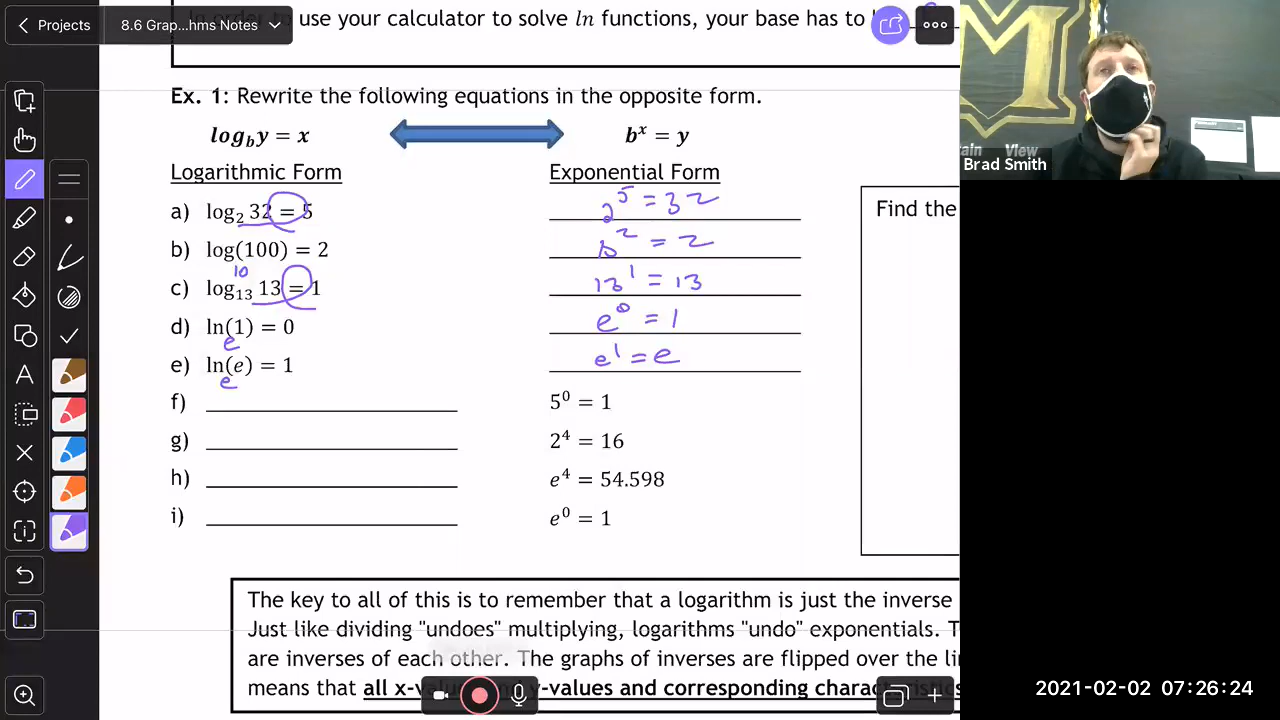 Projects
8.6 Grap...hms Notes
use your calculator to solve ln functions, your base has to
Ex. 1: Rewrite the following equations in the opposite form.
log_b y = x
b^x = y
Logarithmic Form
Exponential Form
a) log_2 32 = 5
2^5 = 32
b) log(100) = 2
10
10^2 = 2
c) log_13 13 = 1
13^1 = 13
d) ln(1) = 0
e
e^0 = 1
e) ln(e) = 1
e
e^1 = e
f)
5^0 = 1
g)
2^4 = 16
h)
e^4 = 54.598
i)
e^0 = 1
Find the
The key to all of this is to remember that a logarithm is just the inverse
Just like dividing "undoes" multiplying, logarithms "undo" exponentials. T
are inverses of each other. The graphs of inverses are flipped over the li
means that all x-values and y-values and corresponding characteristics
M
View
Brad Smith
2021-02-02 07:26:24